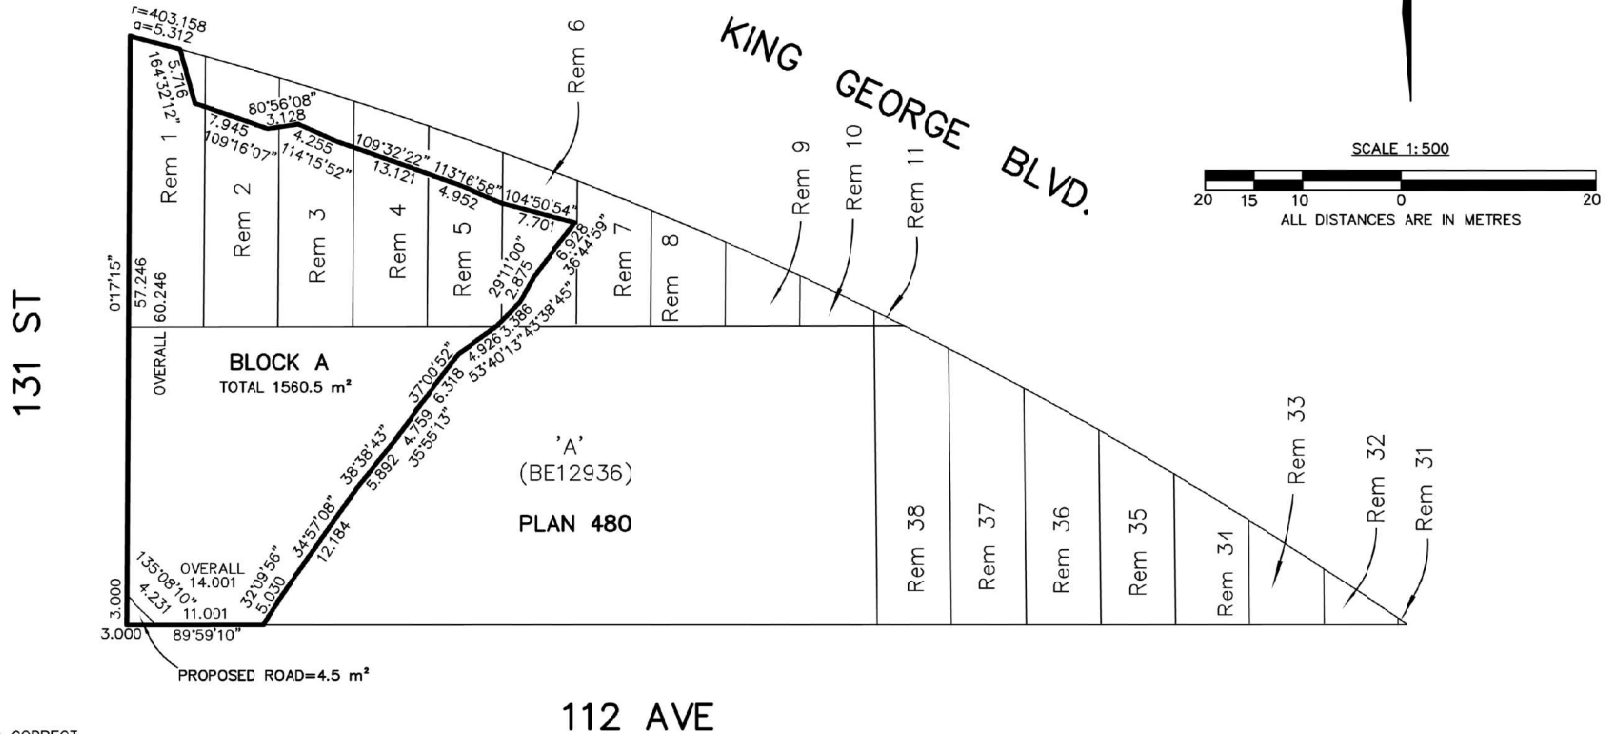 r=403.158
a=5.312
5.716
164°32'12"
7.945
109°16'07"
80°56'08"
3.128
4.255
114°15'52"
109°32'22"
13.121
113°16'58"
4.952
104°50'54"
7.701
6.928
36°44'59"
29°11'00"
2.875
3.386
43°38'45"
4.926
53°40'13"
37°00'52"
6.318
4.759
35°55'13"
38°38'43"
5.892
34°57'08"
12.184
32°09'56"
5.030
Rem 1
Rem 2
Rem 3
Rem 4
Rem 5
Rem 6
Rem 7
Rem 8
Rem 9
Rem 10
Rem 11
KING GEORGE BLVD.
SCALE 1:500
20 15 10 0 20
ALL DISTANCES ARE IN METRES
131 ST
0°17'15"
57.246
OVERALL 60.246
BLOCK A
TOTAL 1560.5 m²
'A'
(BE12936)
PLAN 480
Rem 38
Rem 37
Rem 36
Rem 35
Rem 34
Rem 33
Rem 32
Rem 31
135°08'10"
4.231
OVERALL
14.001
11.001
3.000
3.000
89°59'10"
PROPOSED ROAD=4.5 m²
112 AVE